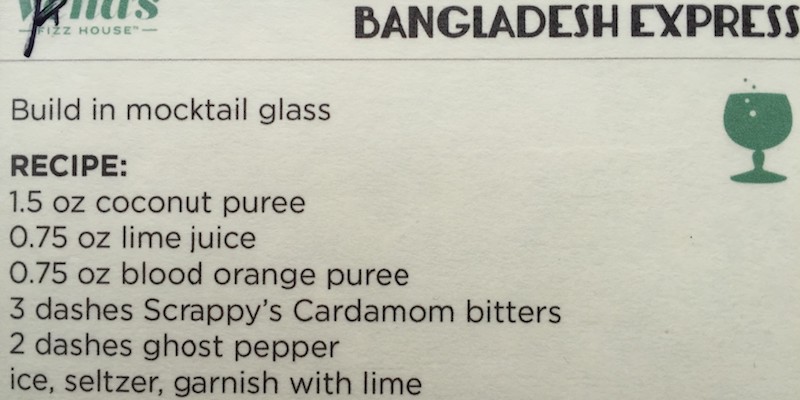 BANGLADESH EXPRESS
FIZZ HOUSE™
Build in mocktail glass
RECIPE:
1.5 oz coconut puree
0.75 oz lime juice
0.75 oz blood orange puree
3 dashes Scrappy's Cardamom bitters
2 dashes ghost pepper
ice, seltzer, garnish with lime